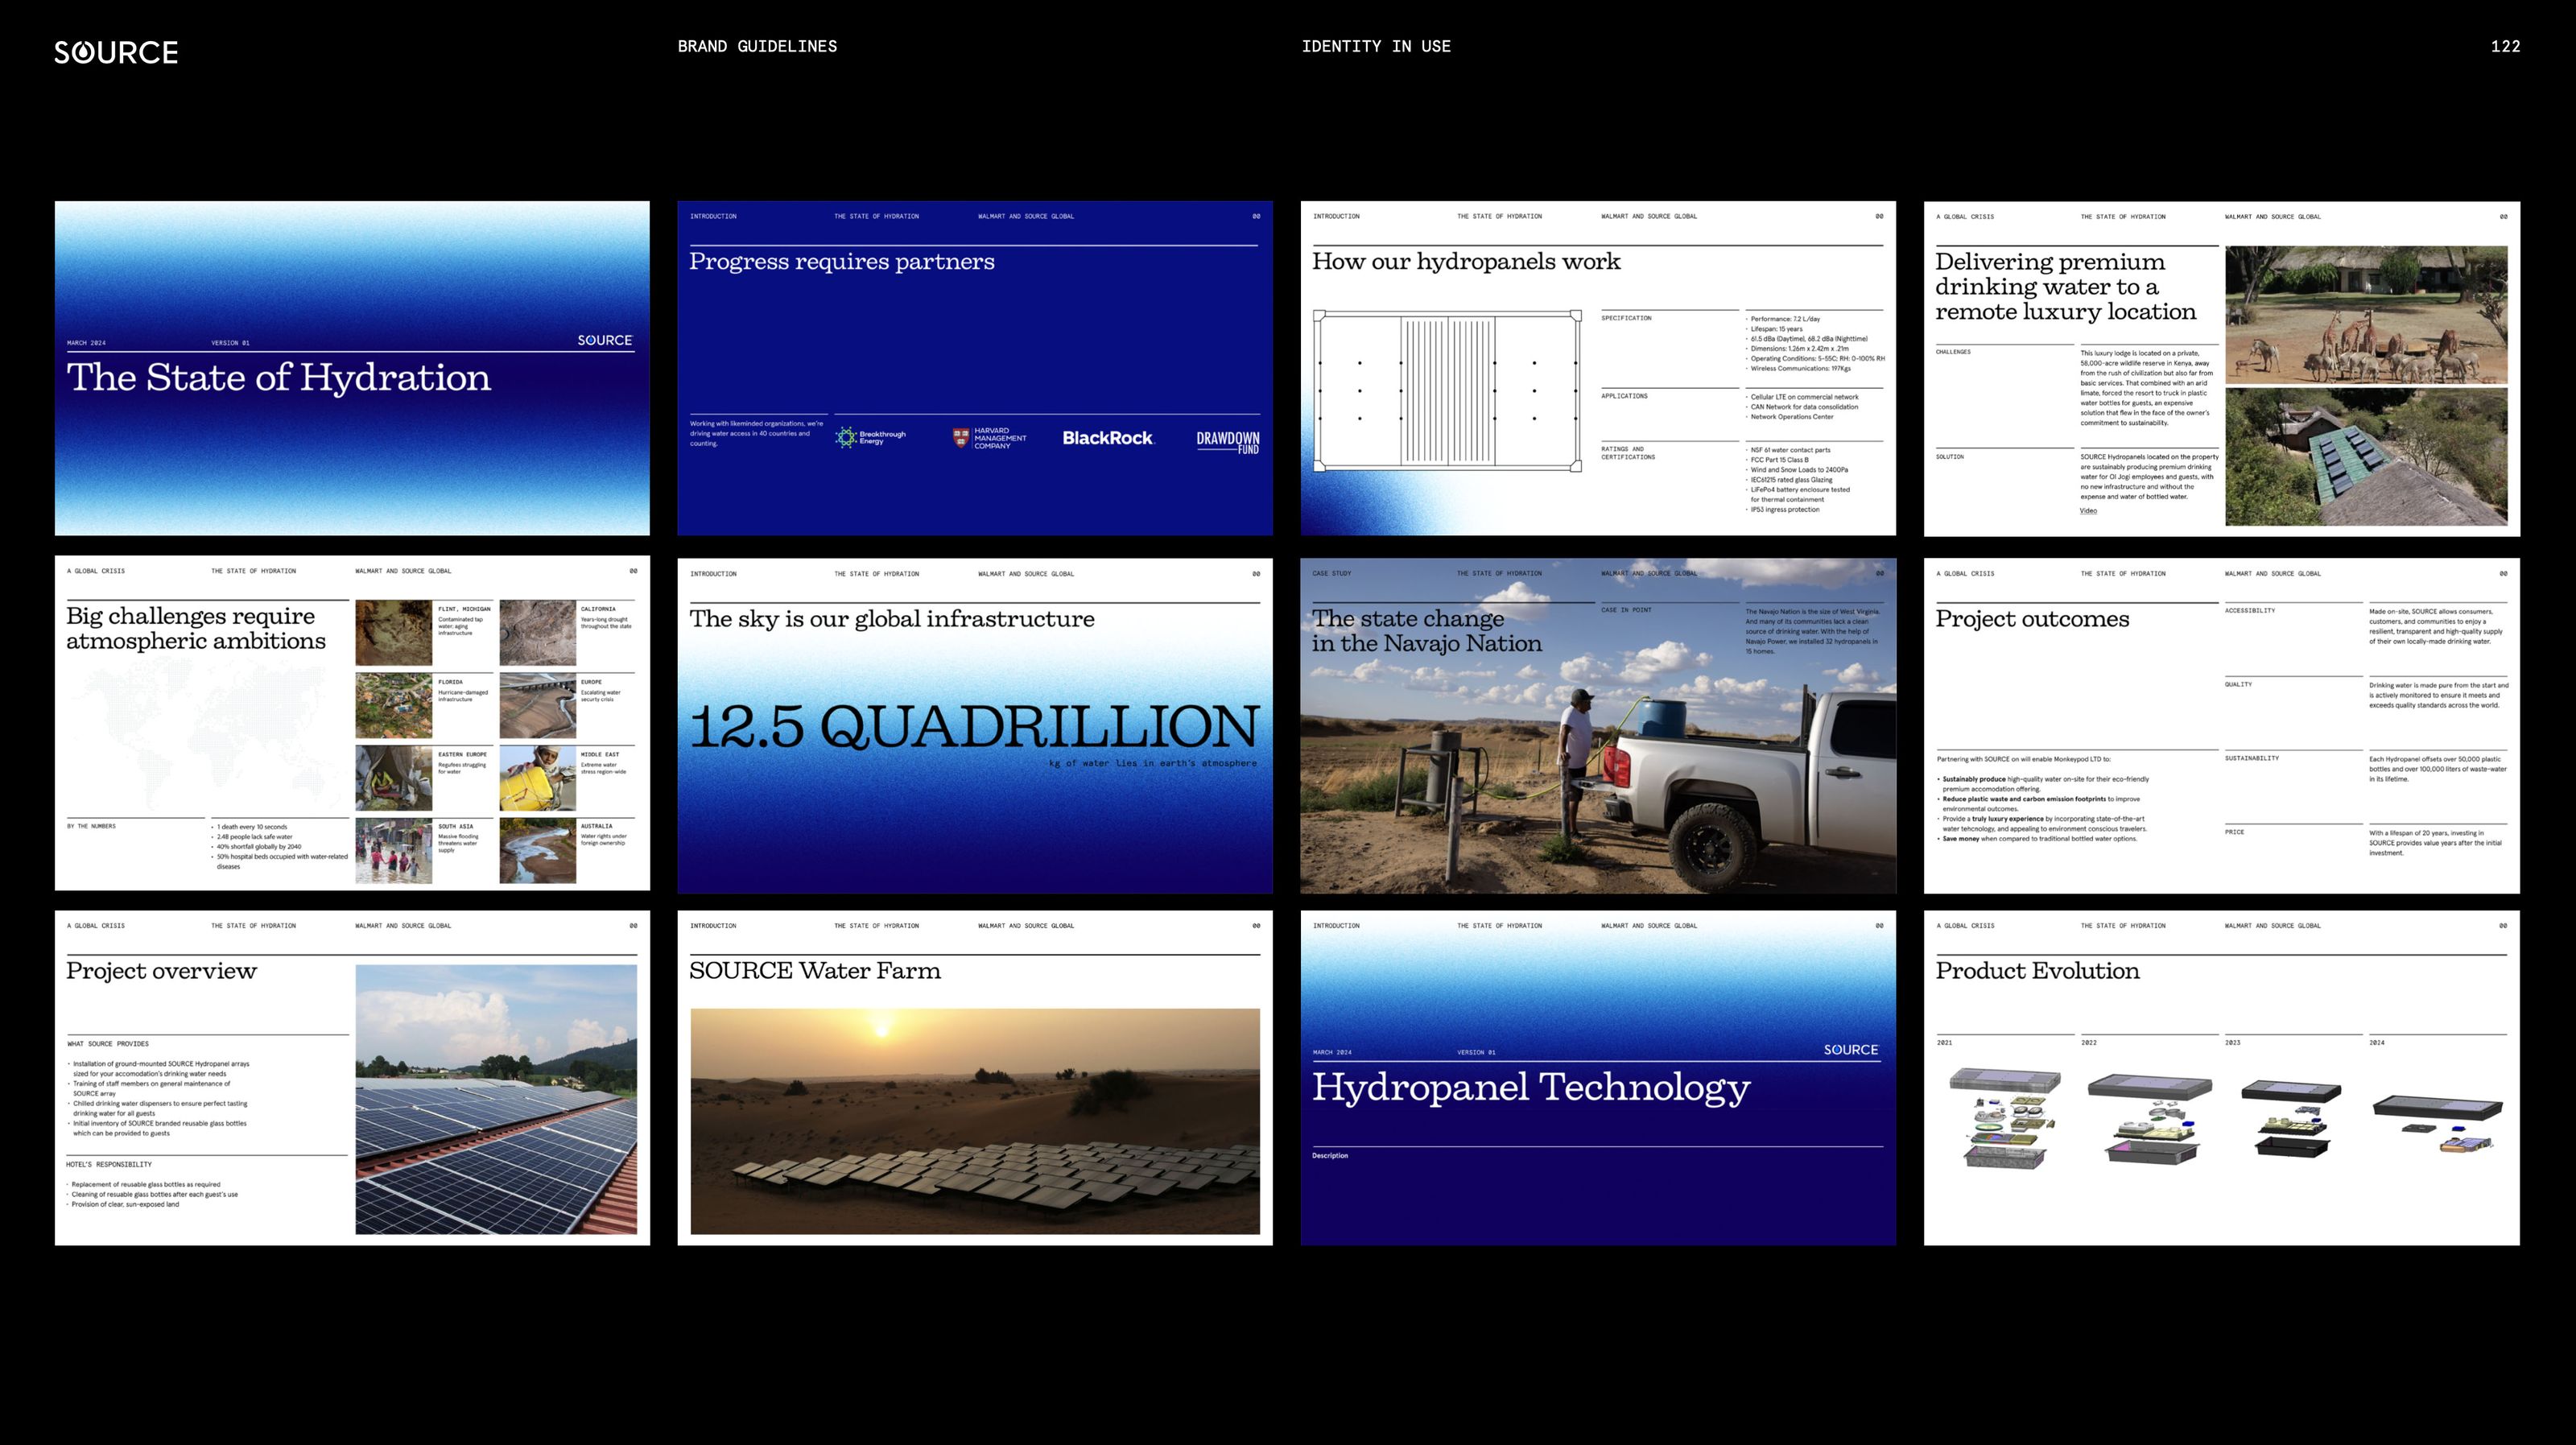 SOURCE
BRAND GUIDELINES
IDENTITY IN USE
122
MARCH 2024
VERSION 01
SOURCE
The State of Hydration
INTRODUCTION
THE STATE OF HYDRATION
WALMART AND SOURCE GLOBAL
00
Progress requires partners
Working with likeminded organizations, we're
driving water access in 40 countries and
counting.
Breakthrough
Energy
HARVARD
MANAGEMENT
COMPANY
BlackRock
DRAWDOWN
FUND
INTRODUCTION
THE STATE OF HYDRATION
WALMART AND SOURCE GLOBAL
00
How our hydropanels work
SPECIFICATION
• Performance: 7.2 L/day
• Lifespan: 15 years
• 61.5 dBa (Daytime), 68.2 dBa (Nighttime)
• Dimensions: 1.26m x 2.42m x .21m
• Operating Conditions: 5-55C; RH: 0-100% RH
• Wireless Communications: 197Kgs
APPLICATIONS
• Cellular LTE on commercial network
• CAN Network for data consolidation
• Network Operations Center
RATINGS AND
CERTIFICATIONS
• NSF 61 water contact parts
• FCC Part 15 Class B
• Wind and Snow Loads to 2400Pa
• IEC61215 rated glass Glazing
• LiFePo4 battery enclosure tested
for thermal containment
• IP53 ingress protection
A GLOBAL CRISIS
THE STATE OF HYDRATION
WALMART AND SOURCE GLOBAL
00
Delivering premium
drinking water to a
remote luxury location
CHALLENGES
This luxury lodge is located on a private,
58,000-acre wildlife reserve in Kenya, away
from the rush of civilization but also far from
basic services. That combined with an arid
limate, forced the resort to truck in plastic
water bottles for guests, an expensive
solution that flew in the face of the owner's
commitment to sustainability.
SOLUTION
SOURCE Hydropanels located on the property
are sustainably producing premium drinking
water for Ol Jogi employees and guests, with
no new infrastructure and without the
expense and water of bottled water.
Video
A GLOBAL CRISIS
THE STATE OF HYDRATION
WALMART AND SOURCE GLOBAL
00
Big challenges require
atmospheric ambitions
BY THE NUMBERS
• 1 death every 10 seconds
• 2.4B people lack safe water
• 40% shortfall globally by 2040
• 50% hospital beds occupied with water-related
diseases
FLINT, MICHIGAN
Contaminated tap
water; aging
infrastructure
CALIFORNIA
Years-long drought
throughout the state
FLORIDA
Hurricane-damaged
infrastructure
EUROPE
Escalating water
security crisis
EASTERN EUROPE
Regufees struggling
for water
MIDDLE EAST
Extreme water
stress region-wide
SOUTH ASIA
Massive flooding
threatens water
supply
AUSTRALIA
Water rights under
foreign ownership
INTRODUCTION
THE STATE OF HYDRATION
WALMART AND SOURCE GLOBAL
00
The sky is our global infrastructure
12.5 QUADRILLION
kg of water lies in earth's atmosphere
CASE STUDY
THE STATE OF HYDRATION
WALMART AND SOURCE GLOBAL
00
The state change
in the Navajo Nation
CASE IN POINT
The Navajo Nation is the size of West Virginia.
And many of its communities lack a clean
source of drinking water. With the help of
Navajo Power, we installed 32 hydropanels in
15 homes.
A GLOBAL CRISIS
THE STATE OF HYDRATION
WALMART AND SOURCE GLOBAL
00
Project outcomes
Partnering with SOURCE on will enable Monkeypod LTD to:
• Sustainably produce high-quality water on-site for their eco-friendly
premium accomodation offering.
• Reduce plastic waste and carbon emission footprints to improve
environmental outcomes.
• Provide a truly luxury experience by incorporating state-of-the-art
water tehcnology, and appealing to environment conscious travelers.
• Save money when compared to traditional bottled water options.
ACCESSIBILITY
Made on-site, SOURCE allows consumers,
customers, and communities to enjoy a
resilient, transparent and high-quality supply
of their own locally-made drinking water.
QUALITY
Drinking water is made pure from the start and
is actively monitored to ensure it meets and
exceeds quality standards across the world.
SUSTAINABILITY
Each Hydropanel offsets over 50,000 plastic
bottles and over 100,000 liters of waste-water
in its lifetime.
PRICE
With a lifespan of 20 years, investing in
SOURCE provides value years after the initial
investment.
A GLOBAL CRISIS
THE STATE OF HYDRATION
WALMART AND SOURCE GLOBAL
00
Project overview
WHAT SOURCE PROVIDES
• Installation of ground-mounted SOURCE Hydropanel arrays
sized for your accomodation's drinking water needs
• Training of staff members on general maintenance of
SOURCE array
• Chilled drinking water dispensers to ensure perfect tasting
drinking water for all guests
• Initial inventory of SOURCE branded reusable glass bottles
which can be provided to guests
HOTEL'S RESPONSIBILITY
• Replacement of reusable glass bottles as required
• Cleaning of resuable glass bottles after each guest's use
• Provision of clear, sun-exposed land
INTRODUCTION
THE STATE OF HYDRATION
WALMART AND SOURCE GLOBAL
00
SOURCE Water Farm
INTRODUCTION
THE STATE OF HYDRATION
WALMART AND SOURCE GLOBAL
00
MARCH 2024
VERSION 01
SOURCE
Hydropanel Technology
Description
A GLOBAL CRISIS
THE STATE OF HYDRATION
WALMART AND SOURCE GLOBAL
00
Product Evolution
2021
2022
2023
2024